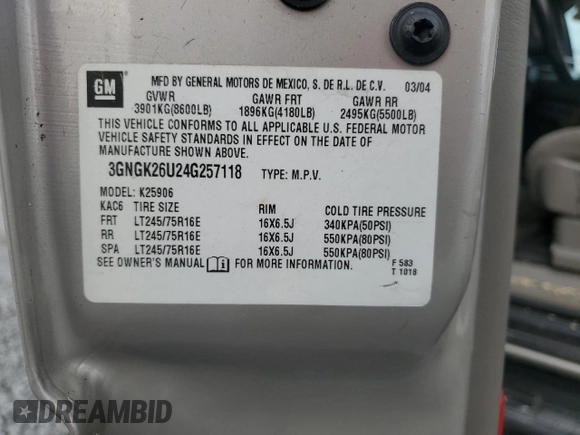 GM
MFD BY GENERAL MOTORS DE MEXICO, S. DE R.L. DE C.V. 03/04
GVWR GAWR FRT GAWR RR
3901KG(8600LB) 1896KG(4180LB) 2495KG(5500LB)
THIS VEHICLE CONFORMS TO ALL APPLICABLE U.S. FEDERAL MOTOR
VEHICLE SAFETY STANDARDS IN EFFECT ON THE DATE OF
MANUFACTURE SHOWN ABOVE.
3GNGK26U24G257118 TYPE: M.P.V.
MODEL: K25906
KAC6 TIRE SIZE RIM COLD TIRE PRESSURE
FRT LT245/75R16E 16X6.5J 340KPA(50PSI)
RR LT245/75R16E 16X6.5J 550KPA(80PSI)
SPA LT245/75R16E 16X6.5J 550KPA(80PSI)
SEE OWNER'S MANUAL FOR MORE INFORMATION.
F 583
T 1018
DREAMBID